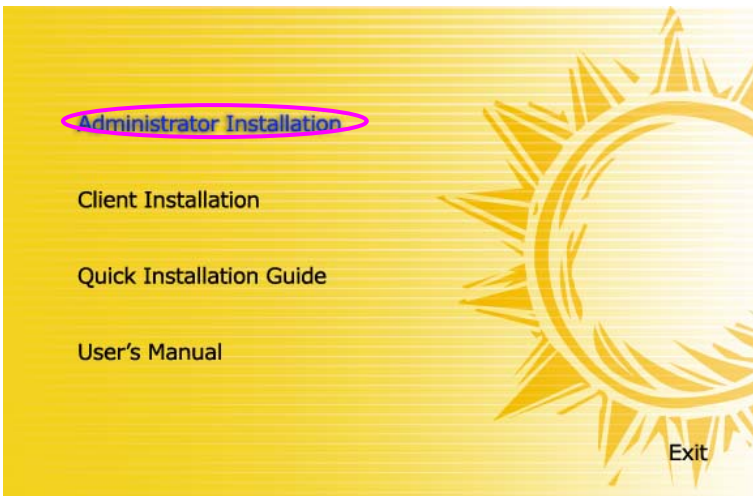 Administrator Installation
Client Installation
Quick Installation Guide
User's Manual
Exit